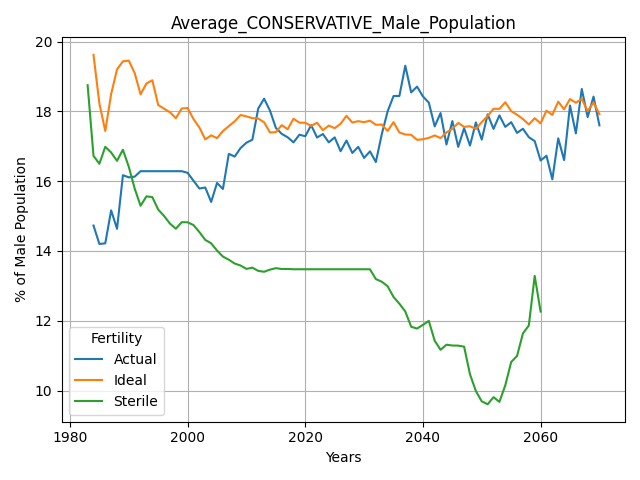 Average_CONSERVATIVE_Male_Population
% of Male Population
20
18
16
14
12
10
Fertility
Actual
Ideal
Sterile
1980
2000
2020
2040
2060
Years